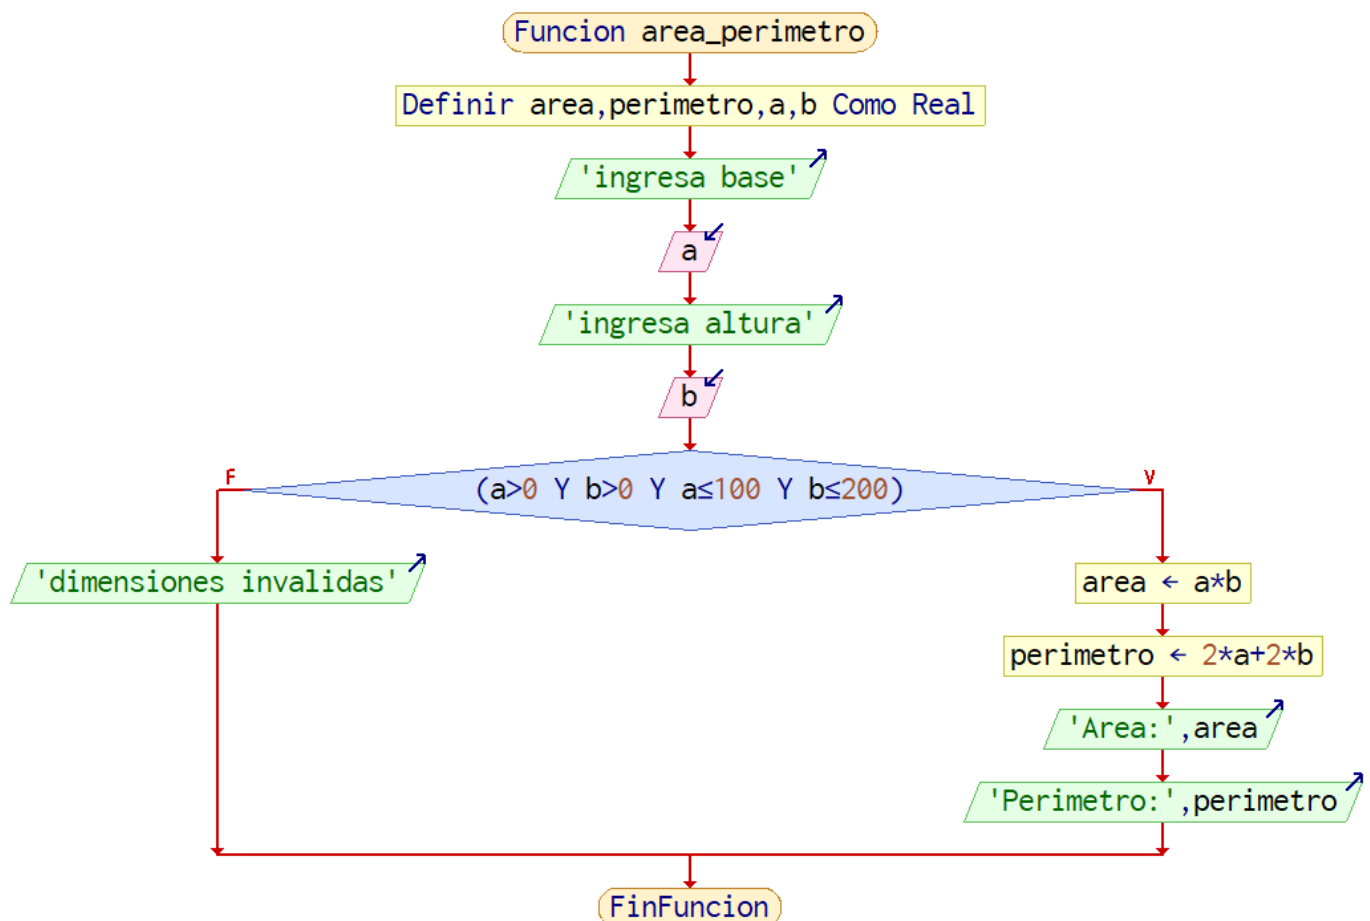 Funcion area_perimetro
Definir area,perimetro,a,b Como Real
'ingresa base'
a
'ingresa altura'
b
F
V
(a>0 Y b>0 Y a≤100 Y b≤200)
'dimensiones invalidas'
area ← a*b
perimetro ← 2*a+2*b
'Area:',area
'Perimetro:',perimetro
FinFuncion